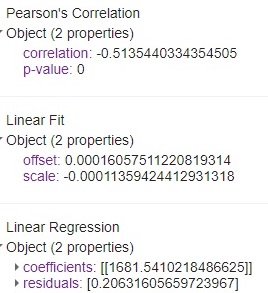 Pearson's Correlation
Object (2 properties)
correlation: -0.5135440334354505
p-value: 0
Linear Fit
Object (2 properties)
offset: 0.00016057511220819314
scale: -0.00011359424412931318
Linear Regression
Object (2 properties)
coefficients: [[1681.5410218486625]]
residuals: [0.20631605659723967]